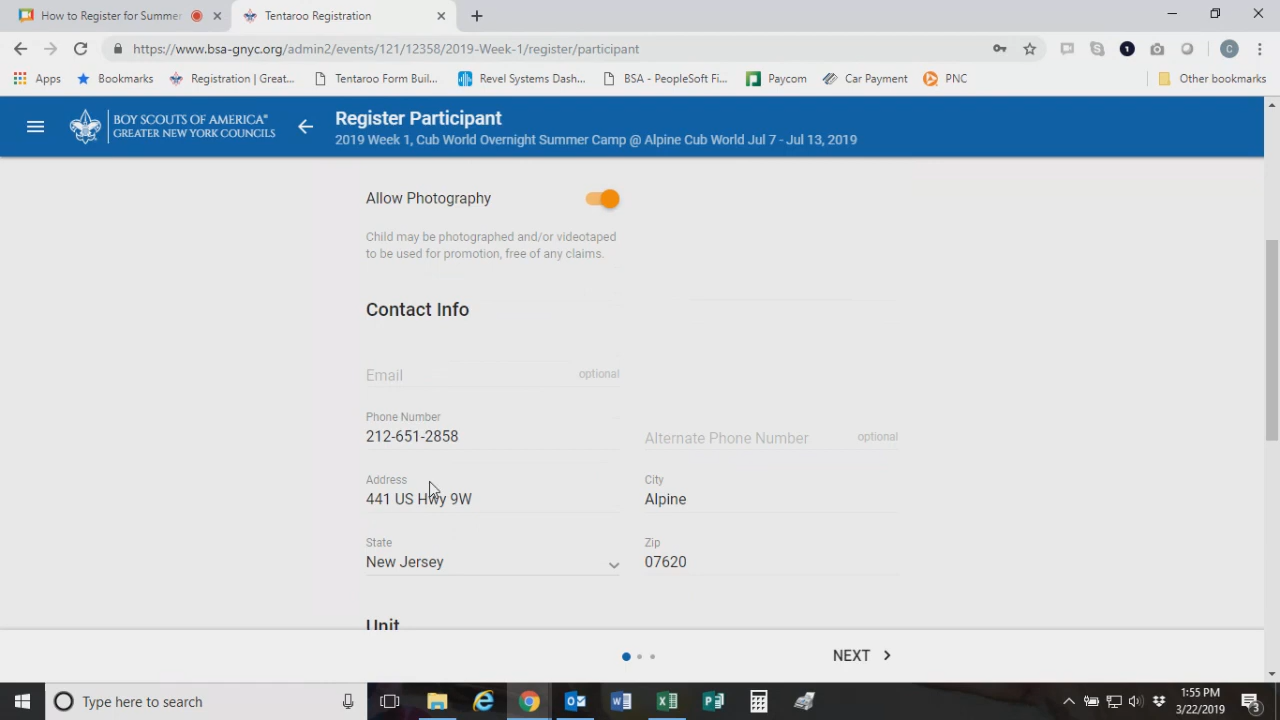 How to Register for Summer
Tentaroo Registration
https://www.bsa-gnyc.org/admin2/events/121/12358/2019-Week-1/register/participant
Apps
Bookmarks
Registration | Great...
Tentaroo Form Buil...
Revel Systems Dash...
BSA - PeopleSoft Fi...
Paycom
Car Payment
PNC
Other bookmarks
BOY SCOUTS OF AMERICA®
GREATER NEW YORK COUNCILS
Register Participant
2019 Week 1, Cub World Overnight Summer Camp @ Alpine Cub World Jul 7 - Jul 13, 2019
Allow Photography
Child may be photographed and/or videotaped
to be used for promotion, free of any claims.
Contact Info
Email optional
Phone Number
212-651-2858
Alternate Phone Number optional
Address
441 US Hwy 9W
City
Alpine
State
New Jersey
Zip
07620
Unit
NEXT
Type here to search
1:55 PM
3/22/2019
3